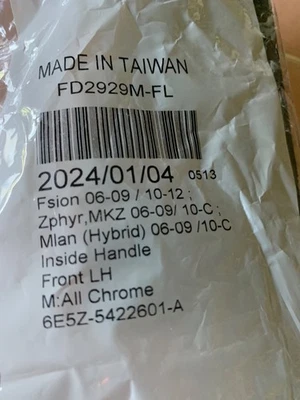 MADE IN TAIWAN
FD2929M-FL
2024/01/04 0513
Fsion 06-09 / 10-12 ;
Zphyr,MKZ 06-09/ 10-C ;
Mlan (Hybrid) 06-09 /10-C
Inside Handle
Front LH
M:All Chrome
6E5Z-5422601-A